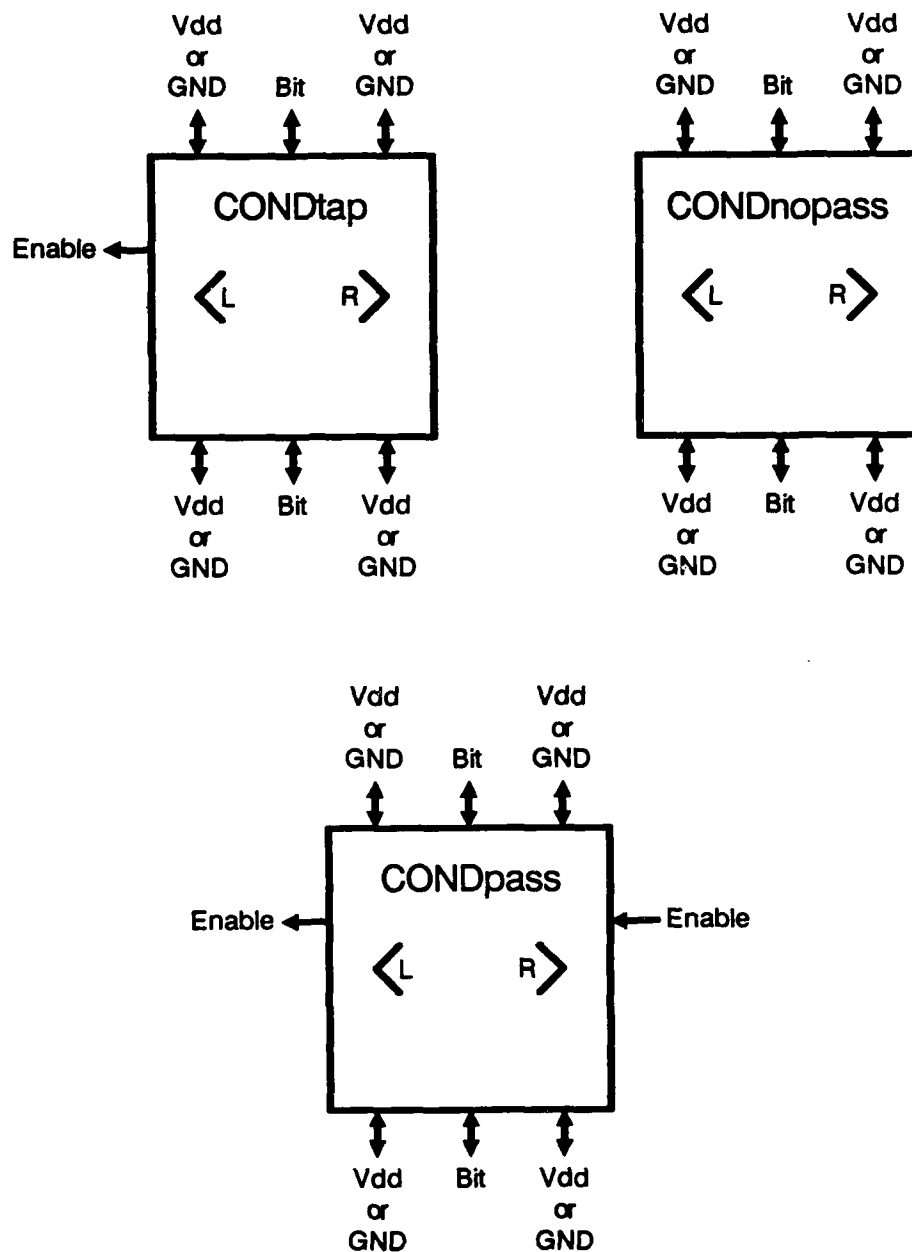 Vdd Vdd Vdd Vdd
or or or or
GND Bit GND GND Bit GND
CONDtap CONDnopass
Enable
L R L R
Vdd Bit Vdd Vdd Bit Vdd
or or or or
GND GND GND GND
Vdd Vdd
or or
GND Bit GND
CONDpass
Enable Enable
L R
Vdd Bit Vdd
or or
GND GND